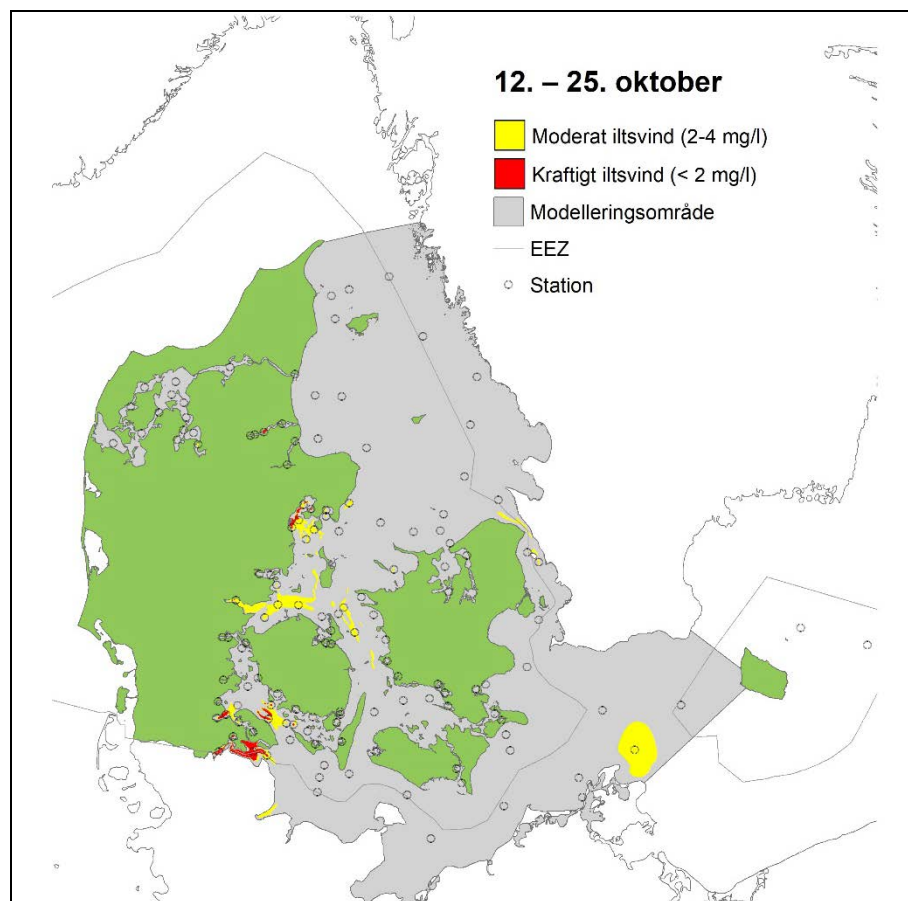 12. – 25. oktober
Moderat iltsvind (2-4 mg/l)
Kraftigt iltsvind (< 2 mg/l)
Modelleringsområde
EEZ
Station